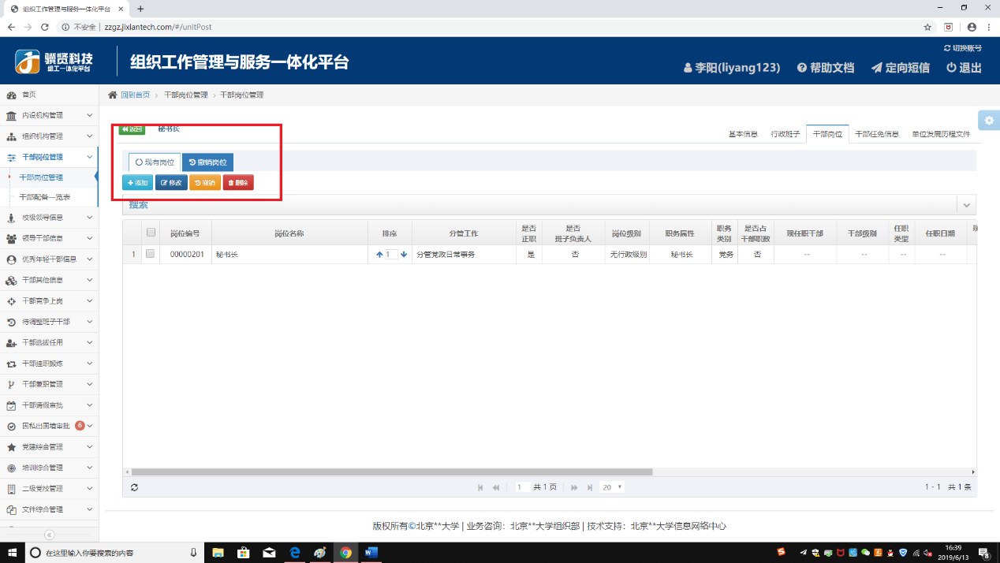 组织工作管理与服务一体化平台
不安全 | zzgz.jixiantech.com/#/unitPost
骥贤科技
组工一体化平台
组织工作管理与服务一体化平台
切换账号
李阳(liyang123) 帮助文档 定向短信 退出
首页
内设机构管理
组织机构管理
干部岗位管理
干部岗位管理
干部配备一览表
校级领导信息
领导干部信息
优秀年轻干部信息
干部其他信息
干部竞争上岗
待调整班子干部
干部选拔任用
干部挂职锻炼
干部兼职管理
干部请假审批
因私出国境审批 6
党建综合管理
培训综合管理
二级党校管理
文件综合管理
回到首页 > 干部岗位管理 > 干部岗位管理
返回 秘书长
基本信息 行政班子 干部岗位 干部任免信息 单位发展历程文件
现有岗位 撤销岗位
+添加 修改 撤销 删除
搜索
岗位编号 岗位名称 排序 分管工作 是否正职 是否班子负责人 岗位级别 职务属性 职务类别 是否占干部职数 现任职干部 干部级别 任职类型 任职日期 现
1 00000201 秘书长 1 分管党政日常事务 是 否 无行政级别 秘书长 党务 否 -- -- -- --
1 共 1 页 20 1 - 1 共 1 条
版权所有©北京**大学 | 业务咨询：北京**大学组织部 | 技术支持：北京**大学信息网络中心
在这里输入你要搜索的内容
16:39
2019/6/13
8